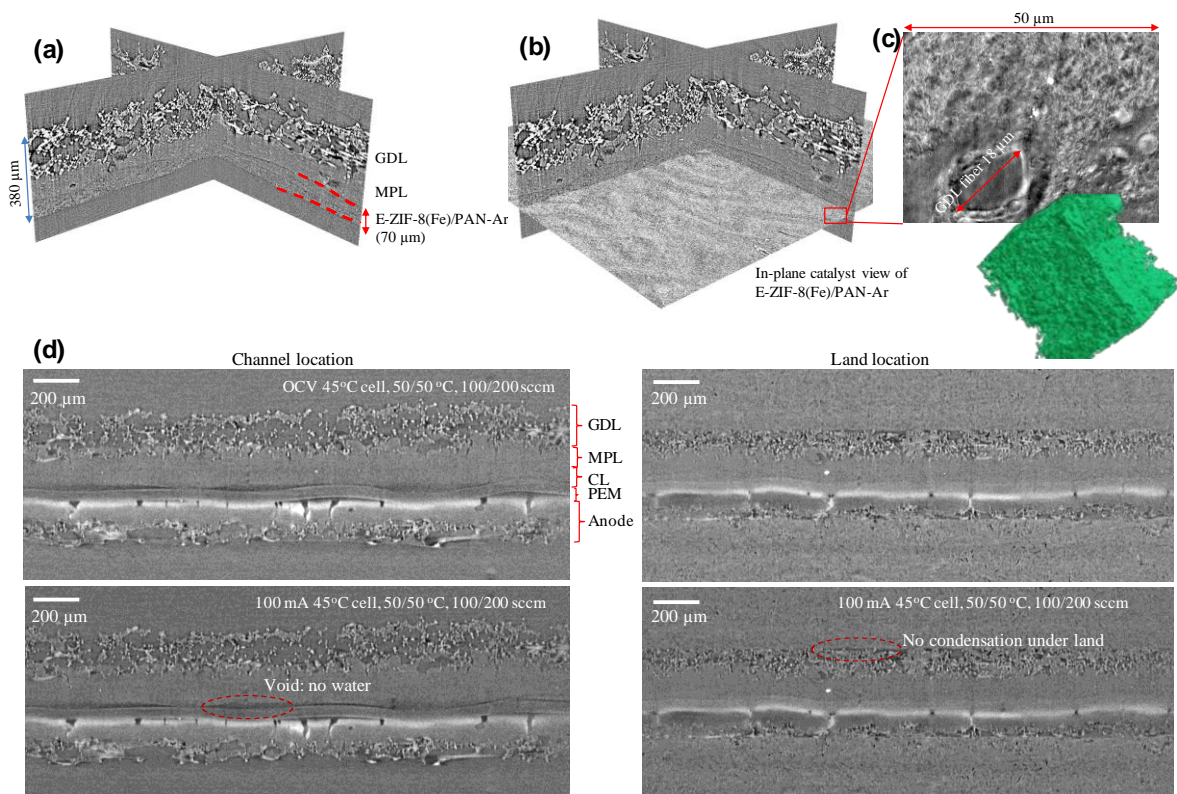 (a)
(b)
(c)
50 µm
GDL fiber 18 µm
380 µm
GDL
MPL
E-ZIF-8(Fe)/PAN-Ar
(70 µm)
In-plane catalyst view of
E-ZIF-8(Fe)/PAN-Ar
(d)
Channel location
Land location
200 µm
OCV 45°C cell, 50/50 °C, 100/200 sccm
GDL
MPL
CL
PEM
Anode
200 µm
200 µm
100 mA 45°C cell, 50/50 °C, 100/200 sccm
Void: no water
200 µm
100 mA 45°C cell, 50/50 °C, 100/200 sccm
No condensation under land